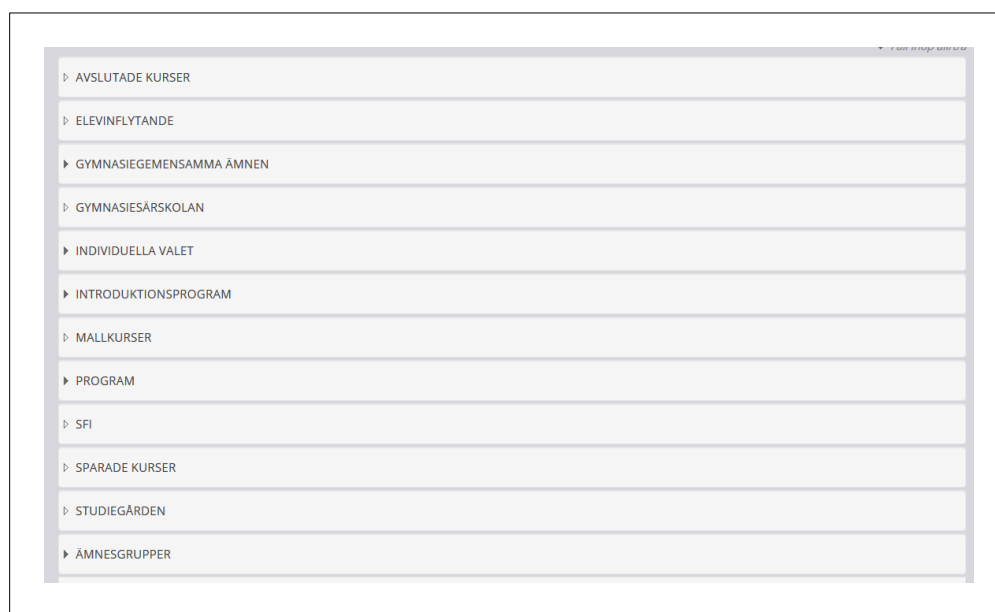 AVSLUTADE KURSER
ELEVINFLYTANDE
GYMNASIEGEMENSAMMA ÄMNEN
GYMNASIESÄRSKOLAN
INDIVIDUELLA VALET
INTRODUKTIONSPROGRAM
MALLKURSER
PROGRAM
SFI
SPARADE KURSER
STUDIEGÅRDEN
ÄMNESGRUPPER